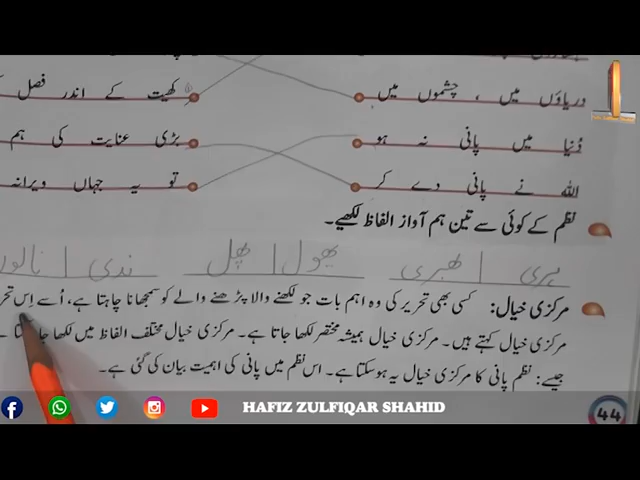 دریاؤں میں ، چشموں میں
کھیت کے اندر فصل
دُنیا میں پانی نہ ہو
بڑی عنایت کی ہم
اللہ نے پانی دے کر
تو یہ جہاں ویرانہ
نظم کے کوئی سے تین ہم آواز الفاظ لکھیے۔
ہری | بھری پھول | پھل ندی | نالوں
مرکزی خیال: کسی بھی تحریر کی وہ اہم بات جو لکھنے والا پڑھنے والے کو سمجھانا چاہتا ہے، اُسے اِس
مرکزی خیال کہتے ہیں۔ مرکزی خیال ہمیشہ مختصر لکھا جاتا ہے۔ مرکزی خیال مختلف الفاظ میں لکھا
جیسے: نظم پانی کا مرکزی خیال یہ ہو سکتا ہے۔ اس نظم میں پانی کی اہمیت بیان کی گئی ہے۔
HAFIZ ZULFIQAR SHAHID
44